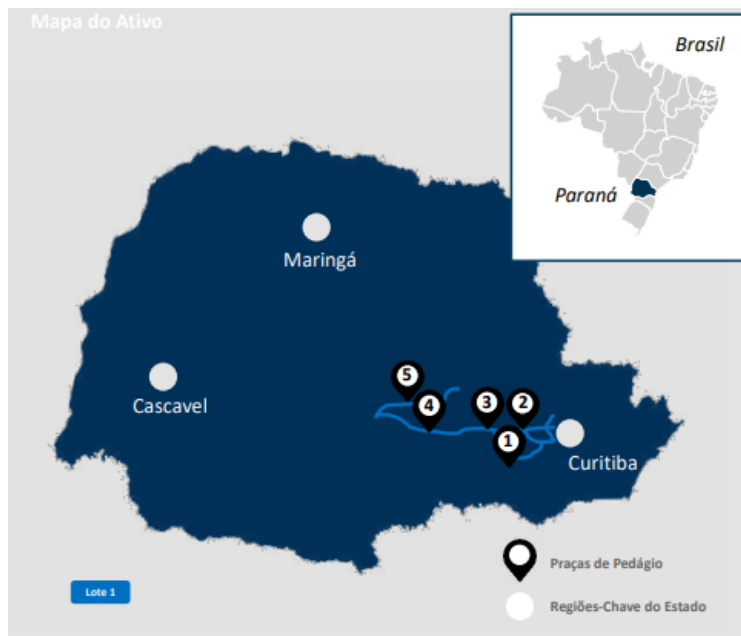 Mapa do Ativo
Brasil
Paraná
Maringá
Cascavel
5
4
3
2
1
Curitiba
Praças de Pedágio
Lote 1
Regiões-Chave do Estado